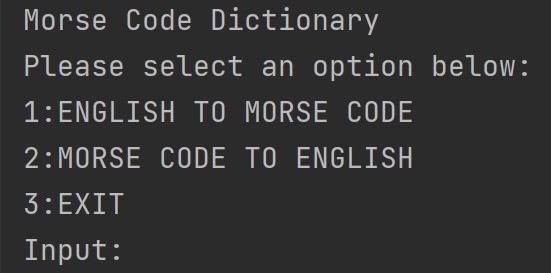 Morse Code Dictionary
Please select an option below:
1:ENGLISH TO MORSE CODE
2:MORSE CODE TO ENGLISH
3:EXIT
Input: